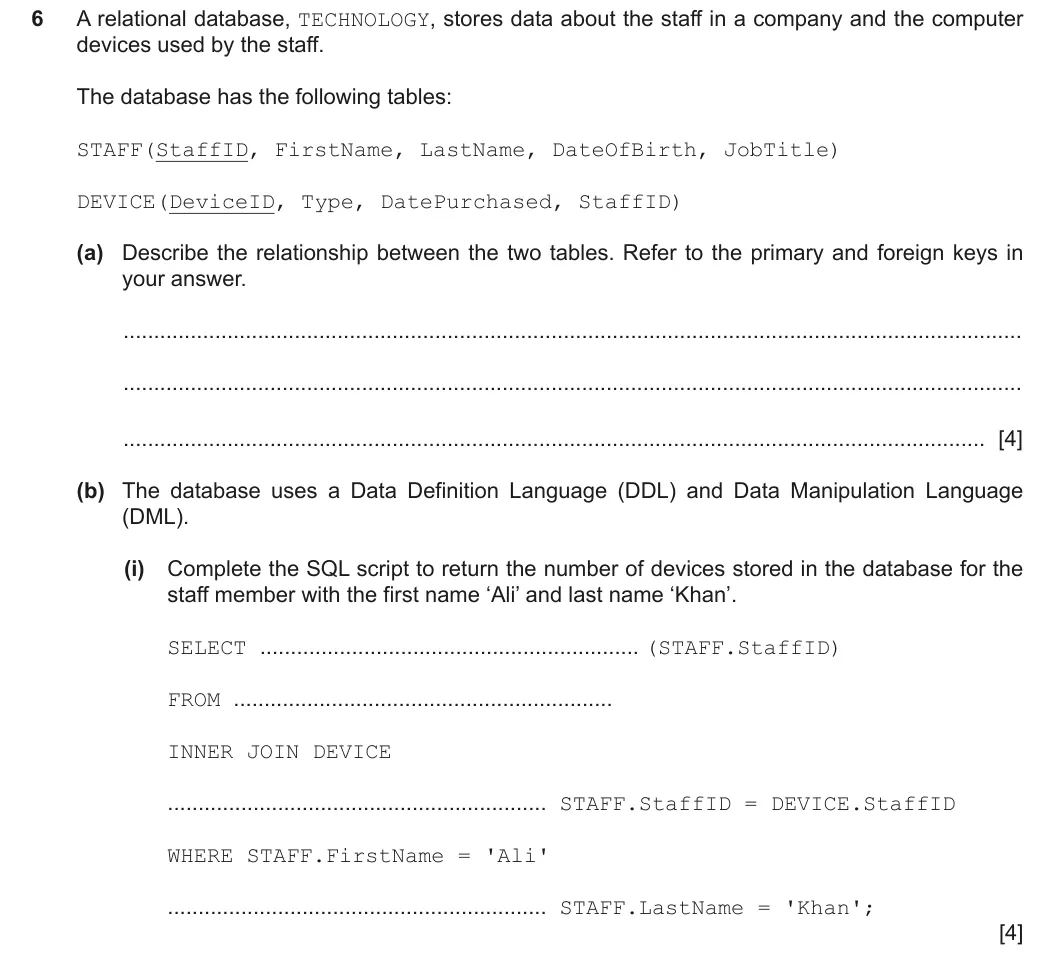 6 A relational database, TECHNOLOGY, stores data about the staff in a company and the computer
devices used by the staff.
The database has the following tables:
STAFF(StaffID, FirstName, LastName, DateOfBirth, JobTitle)
DEVICE(DeviceID, Type, DatePurchased, StaffID)
(a) Describe the relationship between the two tables. Refer to the primary and foreign keys in
your answer.
..........................................................................................
..........................................................................................
.......................................................................................... [4]
(b) The database uses a Data Definition Language (DDL) and Data Manipulation Language
(DML).
(i) Complete the SQL script to return the number of devices stored in the database for the
staff member with the first name ‘Ali’ and last name ‘Khan’.
SELECT .............................................................. (STAFF.StaffID)
FROM ..............................................................
INNER JOIN DEVICE
.............................................................. STAFF.StaffID = DEVICE.StaffID
WHERE STAFF.FirstName = 'Ali'
.............................................................. STAFF.LastName = 'Khan';
[4]